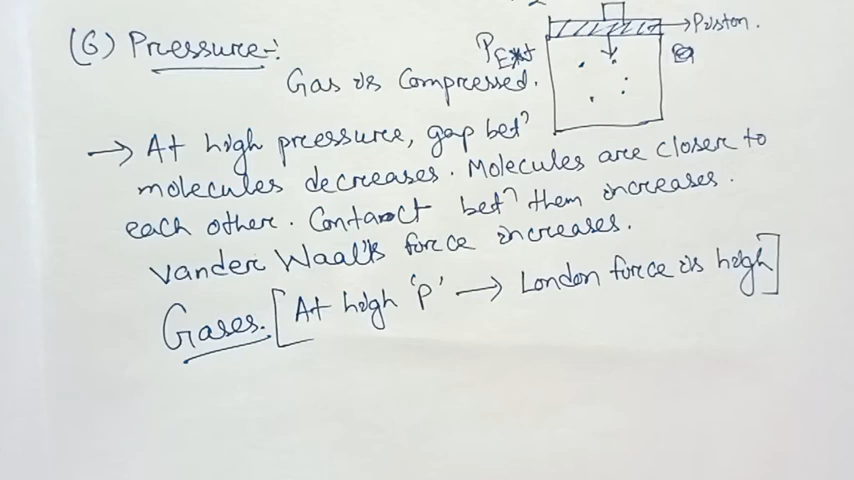 (6) Pressure:-
→ Piston.
PExt
Gas is Compressed.
→ At high pressure, gap betn
molecules decreases. Molecules are closer to
each other. Contact betn them increases.
Vander Waal's force increases.
Gases. [At high 'P' → London force is high]